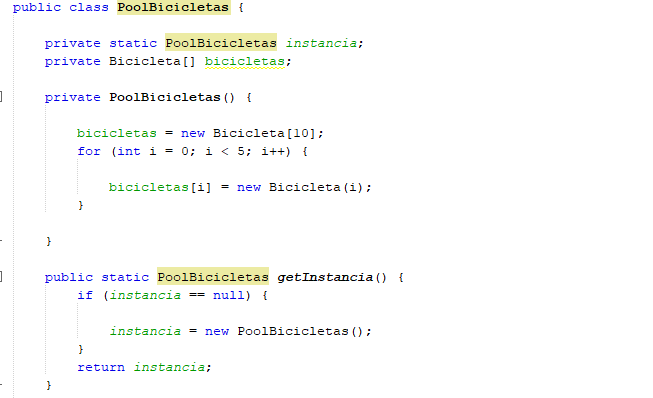 public class PoolBicicletas {
private static PoolBicicletas instancia;
private Bicicleta[] bicicletas;
private PoolBicicletas() {
bicicletas = new Bicicleta[10];
for (int i = 0; i < 5; i++) {
bicicletas[i] = new Bicicleta(i);
}
}
public static PoolBicicletas getInstancia() {
if (instancia == null) {
instancia = new PoolBicicletas();
}
return instancia;
}